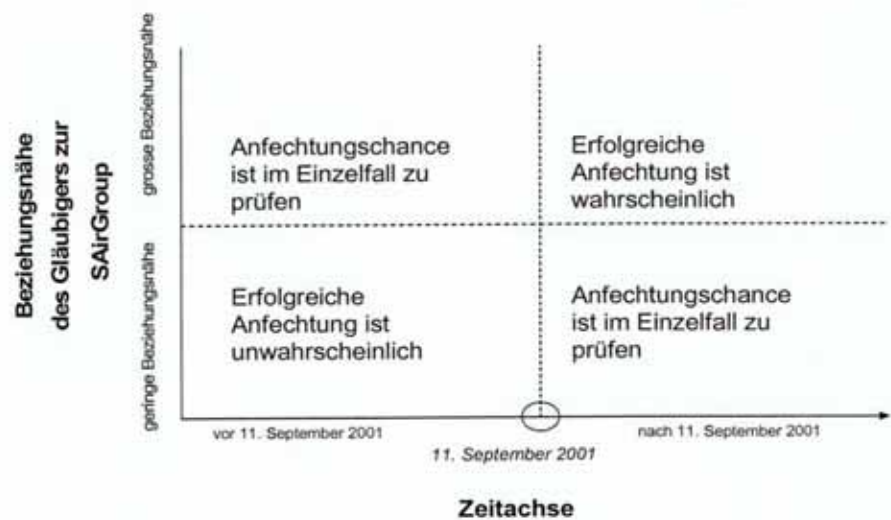 Beziehungsnähe
des Gläubigers zur
SAirGroup
grosse Beziehungsnähe
geringe Beziehungsnähe
Anfechtungschance
ist im Einzelfall zu
prüfen
Erfolgreiche
Anfechtung ist
wahrscheinlich
Erfolgreiche
Anfechtung ist
unwahrscheinlich
Anfechtungschance
ist im Einzelfall zu
prüfen
vor 11. September 2001
nach 11. September 2001
11. September 2001
Zeitachse